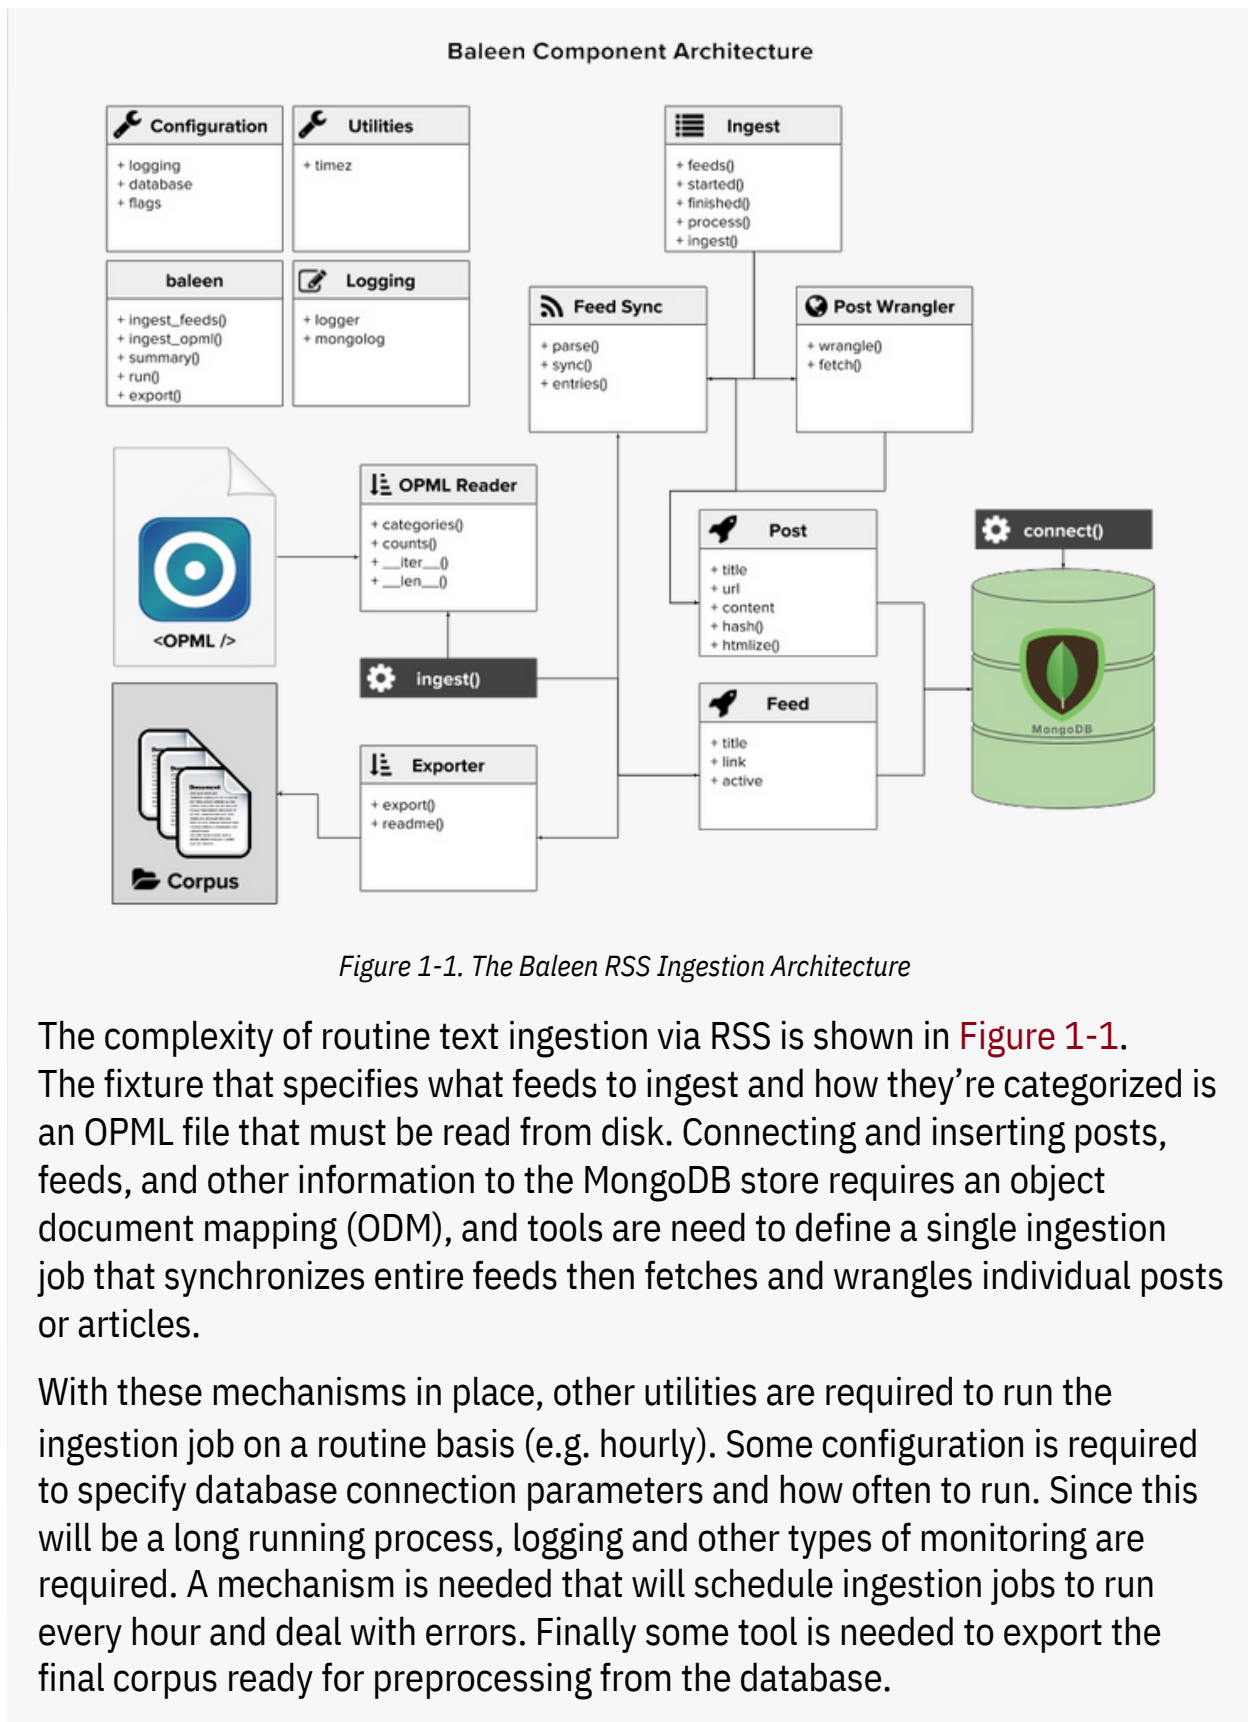 Baleen Component Architecture
Configuration
+ logging
+ database
+ flags
Utilities
+ timez
Ingest
+ feeds()
+ started()
+ finished()
+ process()
+ ingest()
baleen
+ ingest_feeds()
+ ingest_opml()
+ summary()
+ run()
+ export()
Logging
+ logger
+ mongolog
Feed Sync
+ parse()
+ sync()
+ entries()
Post Wrangler
+ wrangle()
+ fetch()
<OPML />
OPML Reader
+ categories()
+ counts()
+ __iter__()
+ __len__()
Post
+ title
+ url
+ content
+ hash()
+ htmlize()
connect()
MongoDB
ingest()
Feed
+ title
+ link
+ active
Exporter
+ export()
+ readme()
Document
Corpus
Figure 1-1. The Baleen RSS Ingestion Architecture
The complexity of routine text ingestion via RSS is shown in Figure 1-1.
The fixture that specifies what feeds to ingest and how they’re categorized is
an OPML file that must be read from disk. Connecting and inserting posts,
feeds, and other information to the MongoDB store requires an object
document mapping (ODM), and tools are need to define a single ingestion
job that synchronizes entire feeds then fetches and wrangles individual posts
or articles.
With these mechanisms in place, other utilities are required to run the
ingestion job on a routine basis (e.g. hourly). Some configuration is required
to specify database connection parameters and how often to run. Since this
will be a long running process, logging and other types of monitoring are
required. A mechanism is needed that will schedule ingestion jobs to run
every hour and deal with errors. Finally some tool is needed to export the
final corpus ready for preprocessing from the database.